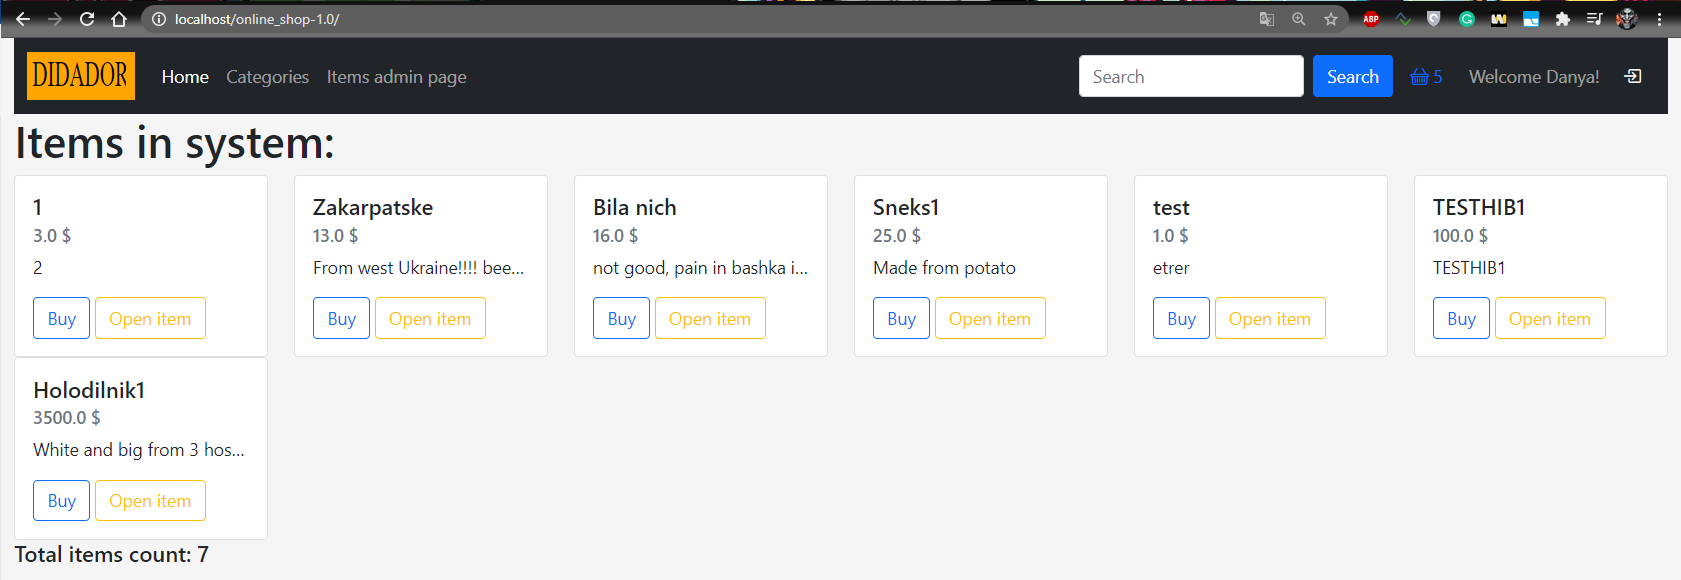 localhost/online_shop-1.0/
ABP
DIDADOR Home Categories Items admin page Search Search 5 Welcome Danya!
Items in system:
1
3.0 $
2
Buy Open item
Zakarpatske
13.0 $
From west Ukraine!!!! bee...
Buy Open item
Bila nich
16.0 $
not good, pain in bashka i...
Buy Open item
Sneks1
25.0 $
Made from potato
Buy Open item
test
1.0 $
etrer
Buy Open item
TESTHIB1
100.0 $
TESTHIB1
Buy Open item
Holodilnik1
3500.0 $
White and big from 3 hos...
Buy Open item
Total items count: 7